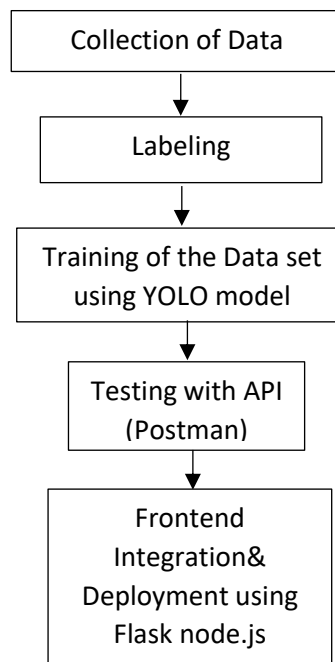 Collection of Data
Labeling
Training of the Data set
using YOLO model
Testing with API
(Postman)
Frontend
Integration&
Deployment using
Flask node.js